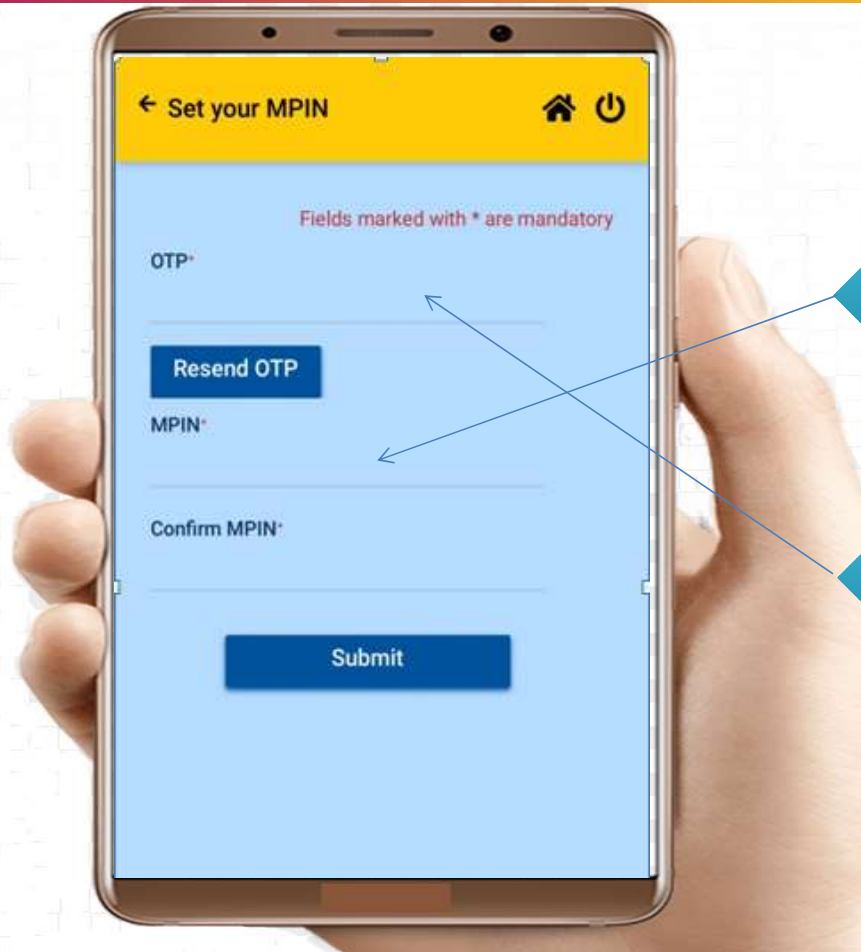 Set your MPIN
Fields marked with * are mandatory
OTP*
Resend OTP
MPIN*
Confirm MPIN*
Submit